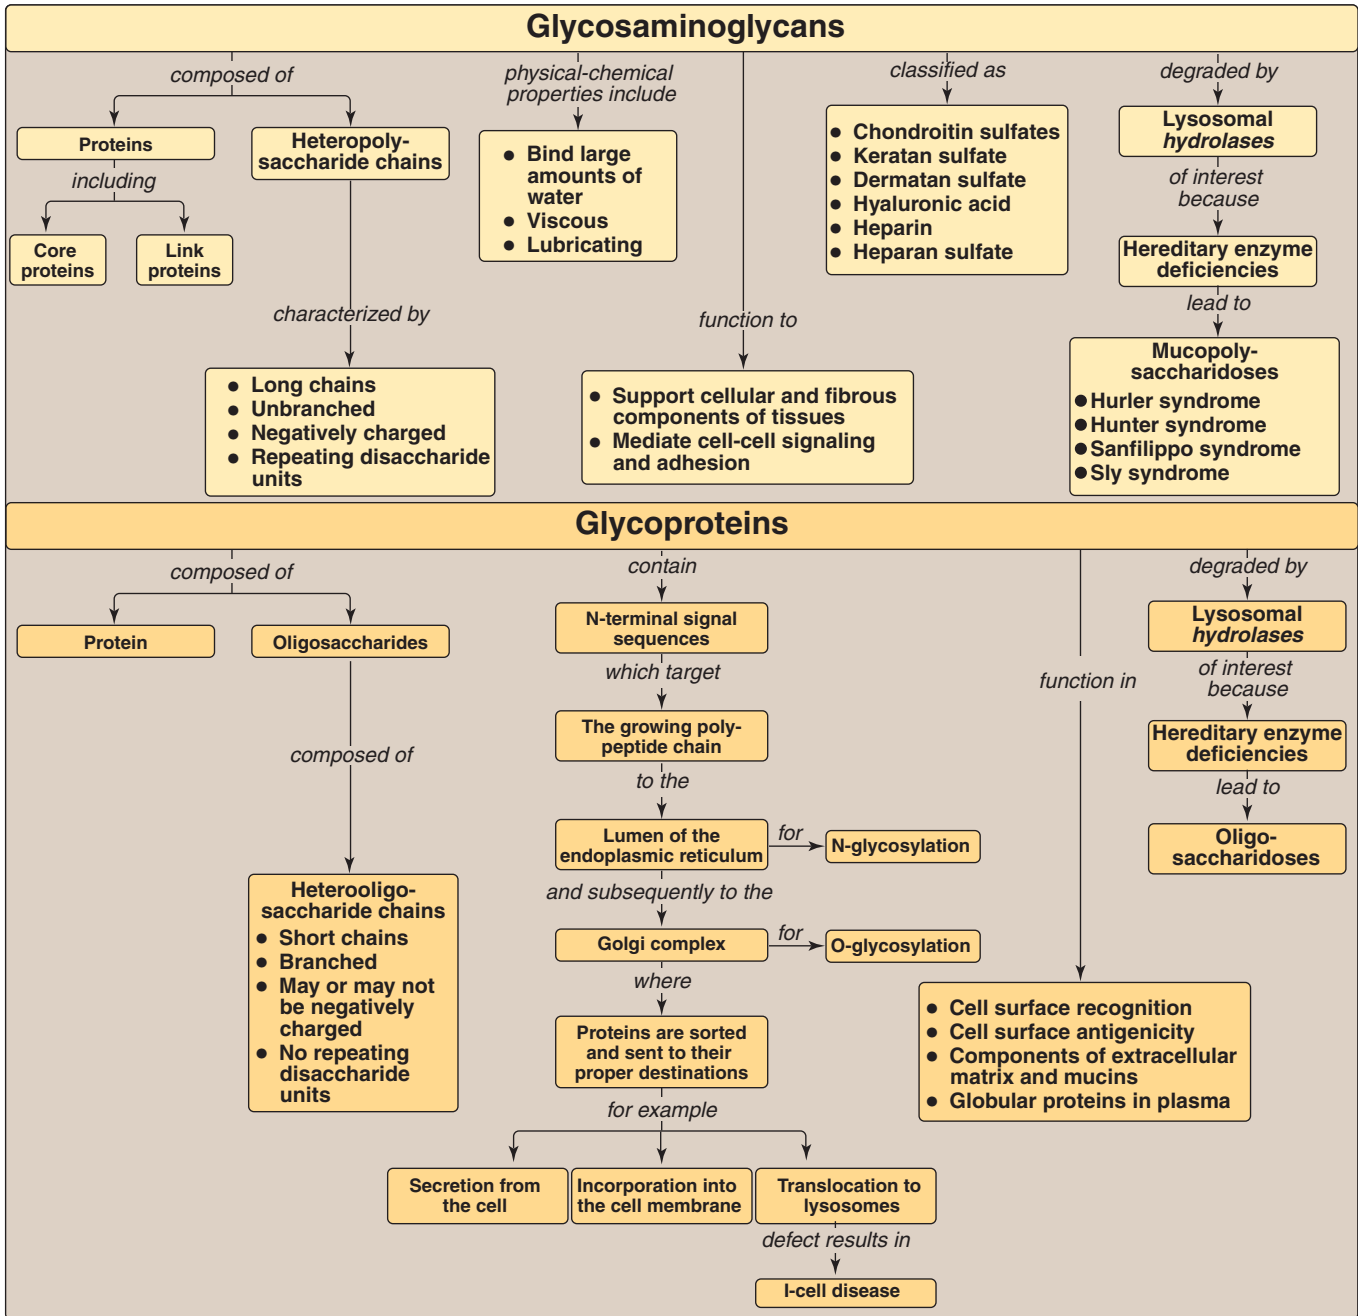 Glycosaminoglycans
composed of
Proteins
including
Core
proteins
Link
proteins
Heteropoly-
saccharide chains
characterized by
● Long chains
● Unbranched
● Negatively charged
● Repeating disaccharide
units
physical-chemical
properties include
● Bind large
amounts of
water
● Viscous
● Lubricating
function to
● Support cellular and fibrous
components of tissues
● Mediate cell-cell signaling
and adhesion
classified as
● Chondroitin sulfates
● Keratan sulfate
● Dermatan sulfate
● Hyaluronic acid
● Heparin
● Heparan sulfate
degraded by
Lysosomal
hydrolases
of interest
because
Hereditary enzyme
deficiencies
lead to
Mucopoly-
saccharidoses
● Hurler syndrome
● Hunter syndrome
● Sanfilippo syndrome
● Sly syndrome
Glycoproteins
composed of
Protein
Oligosaccharides
composed of
Heterooligo-
saccharide chains
● Short chains
● Branched
● May or may not
be negatively
charged
● No repeating
disaccharide
units
contain
N-terminal signal
sequences
which target
The growing poly-
peptide chain
to the
Lumen of the
endoplasmic reticulum
for
N-glycosylation
and subsequently to the
Golgi complex
for
O-glycosylation
where
Proteins are sorted
and sent to their
proper destinations
for example
Secretion from
the cell
Incorporation into
the cell membrane
Translocation to
lysosomes
defect results in
I-cell disease
function in
● Cell surface recognition
● Cell surface antigenicity
● Components of extracellular
matrix and mucins
● Globular proteins in plasma
degraded by
Lysosomal
hydrolases
of interest
because
Hereditary enzyme
deficiencies
lead to
Oligo-
saccharidoses